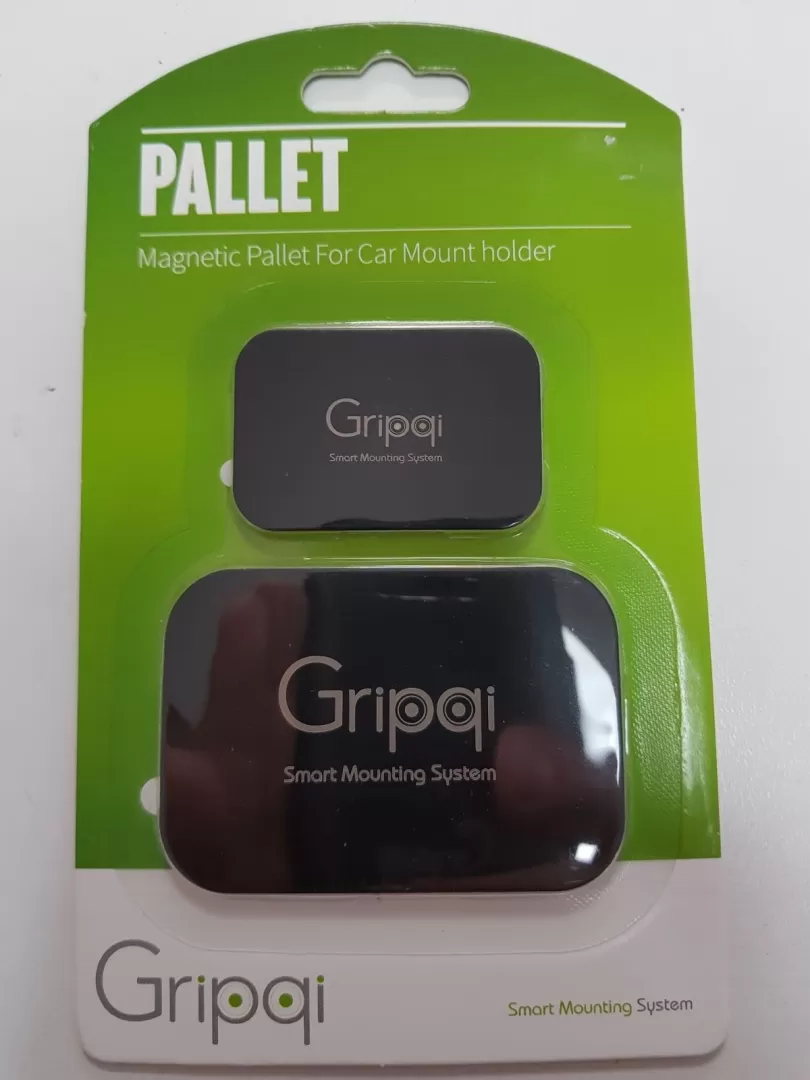 PALLET
Magnetic Pallet For Car Mount holder
Gripqi
Smart Mounting System
Gripqi
Smart Mounting System
Gripqi
Smart Mounting System